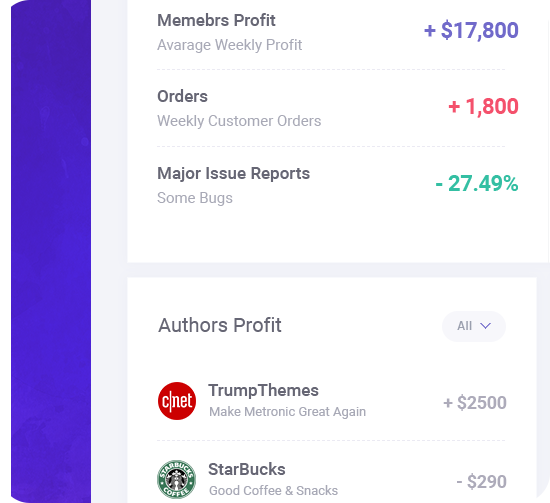 Memebrs Profit
+ $17,800
Avarage Weekly Profit
Orders
+ 1,800
Weekly Customer Orders
Major Issue Reports
- 27.49%
Some Bugs
Authors Profit
All
c|net
TrumpThemes
+ $2500
Make Metronic Great Again
STARBUCKS
COFFEE
StarBucks
- $290
Good Coffee & Snacks